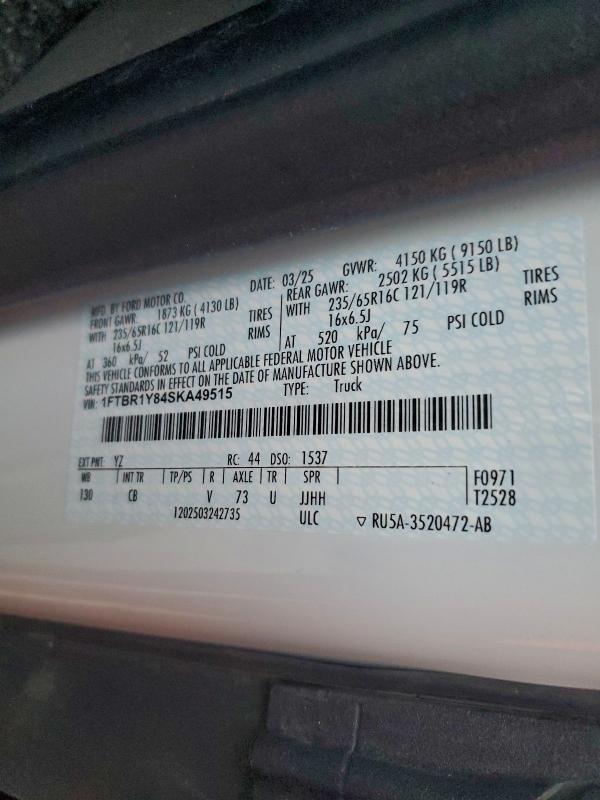 MFD. BY FORD MOTOR CO.
DATE: 03/25 GVWR: 4150 KG ( 9150 LB)
FRONT GAWR: 1873 KG ( 4130 LB)
WITH 235/65R16C 121/119R TIRES
16x6.5J RIMS
AT 360 kPa/ 52 PSI COLD
REAR GAWR: 2502 KG ( 5515 LB)
WITH 235/65R16C 121/119R TIRES
16x6.5J RIMS
AT 520 kPa/ 75 PSI COLD
THIS VEHICLE CONFORMS TO ALL APPLICABLE FEDERAL MOTOR VEHICLE
SAFETY STANDARDS IN EFFECT ON THE DATE OF MANUFACTURE SHOWN ABOVE.
VIN: 1FTBR1Y84SKA49515 TYPE: Truck
EXT PNT: YZ RC: 44 DSO: 1537
WB INT TR TP/PS R AXLE TR SPR F0971
130 CB V 73 U JJHH T2528
1202503242735 ULC ▽ RU5A-3520472-AB